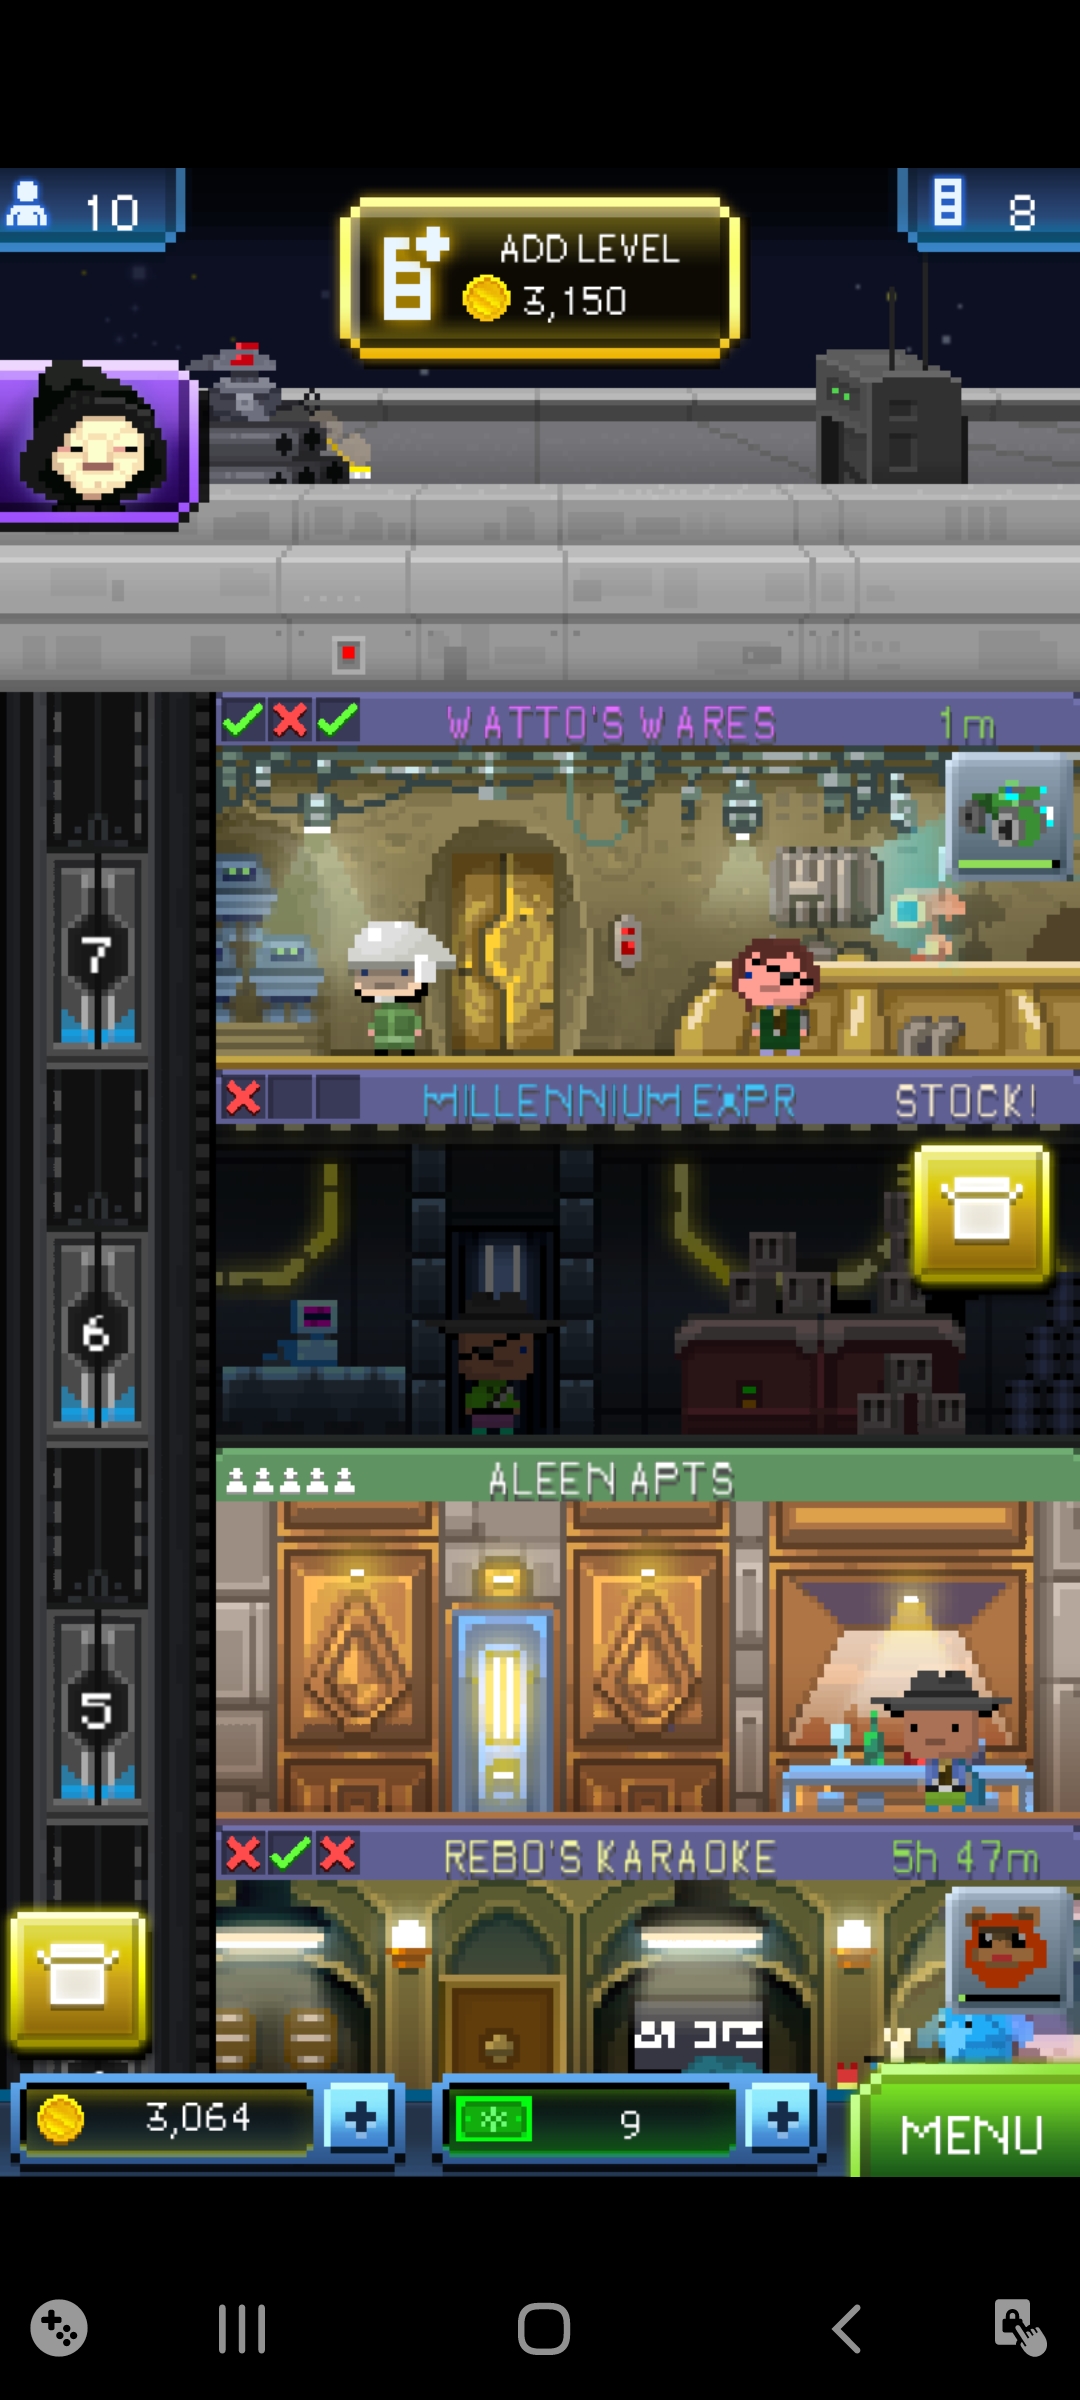 10
ADD LEVEL
3,150
8
WATTO'S WARES 1m
7
MILLENNIUM EXPR STOCK!
6
ALEEN APTS
5
REBO'S KARAOKE 5h 47m
3,064
9
MENU